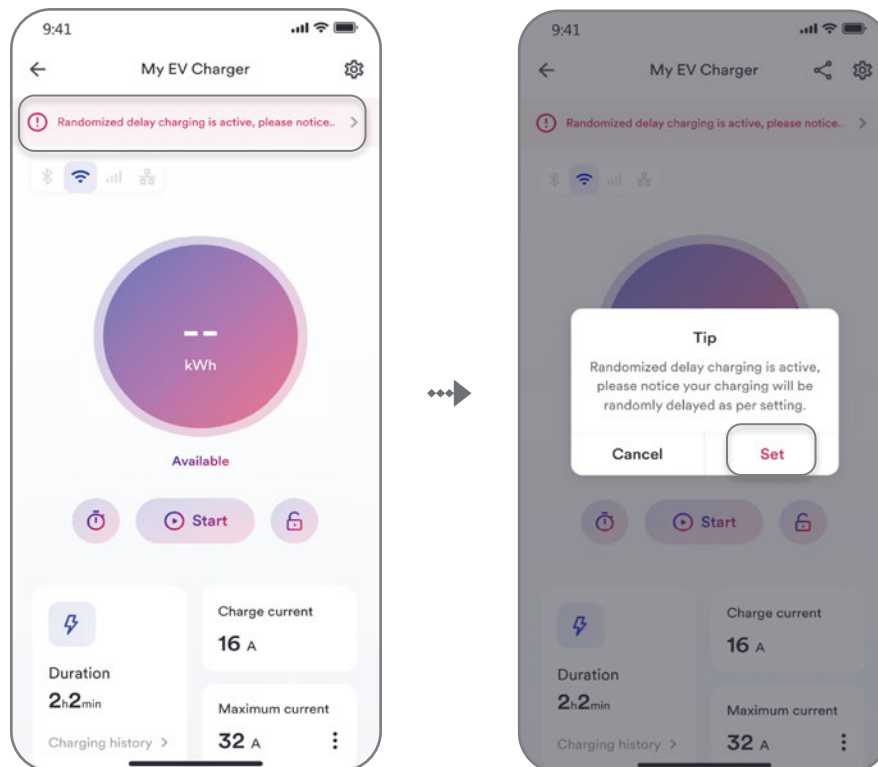 9:41
My EV Charger
Randomized delay charging is active, please notice..
--
kWh
Available
Start
Duration
2h2min
Charging history >
Charge current
16 A
Maximum current
32 A
9:41
My EV Charger
Randomized delay charging is active, please notice..
Tip
Randomized delay charging is active,
please notice your charging will be
randomly delayed as per setting.
Cancel
Set
Start
Duration
2h2min
Charging history >
Charge current
16 A
Maximum current
32 A